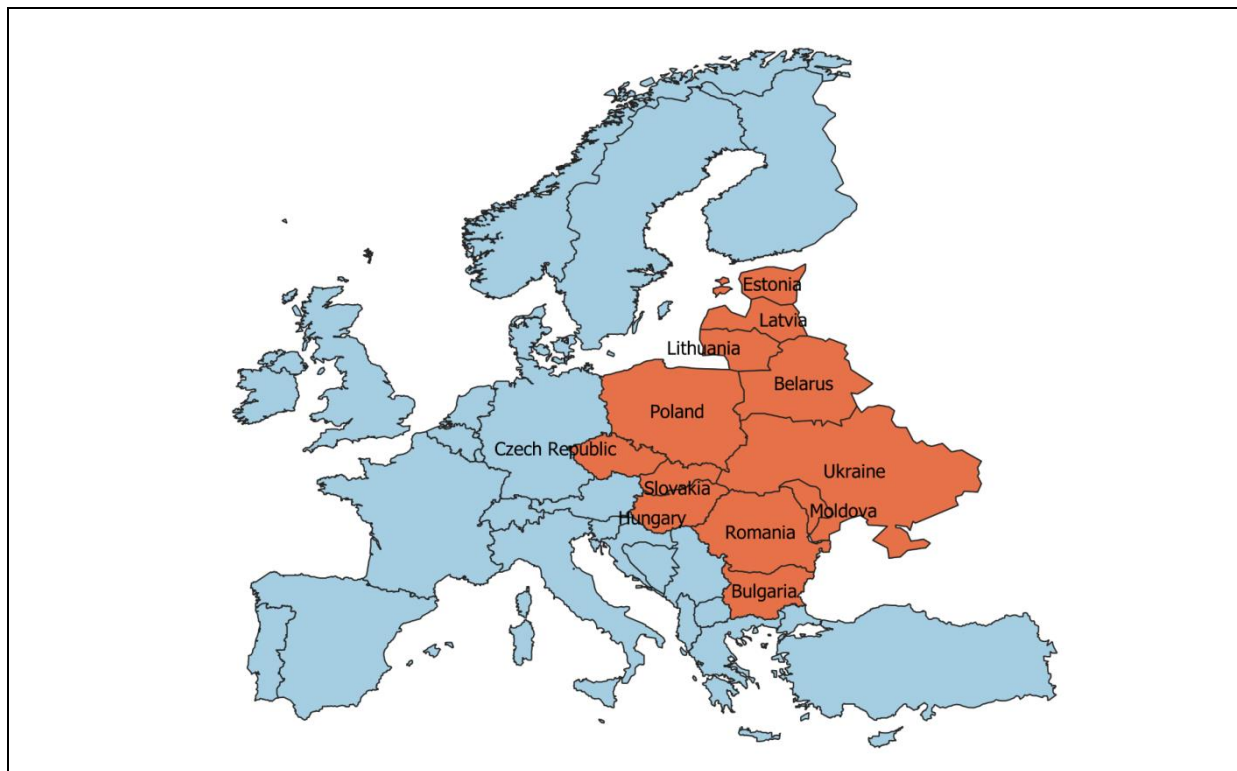 Estonia
Latvia
Lithuania
Belarus
Poland
Czech Republic
Ukraine
Slovakia
Moldova
Hungary
Romania
Bulgaria